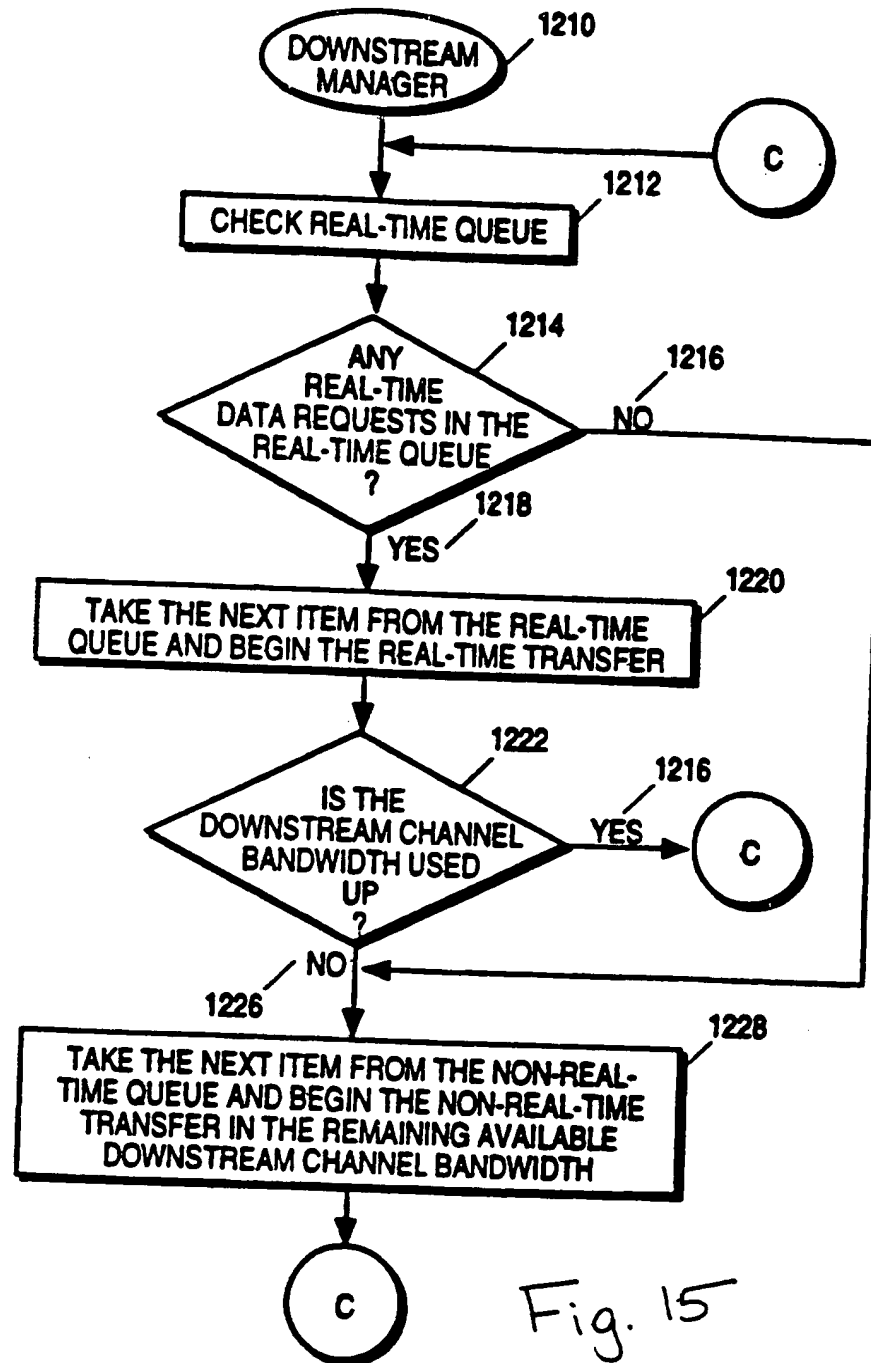 1210
DOWNSTREAM
MANAGER
C
1212
CHECK REAL-TIME QUEUE
1214
ANY
REAL-TIME
DATA REQUESTS IN THE
REAL-TIME QUEUE
?
1216
NO
1218
YES
1220
TAKE THE NEXT ITEM FROM THE REAL-TIME
QUEUE AND BEGIN THE REAL-TIME TRANSFER
1222
IS THE
DOWNSTREAM CHANNEL
BANDWIDTH USED
UP
?
1216
YES
C
NO
1226
1228
TAKE THE NEXT ITEM FROM THE NON-REAL-
TIME QUEUE AND BEGIN THE NON-REAL-TIME
TRANSFER IN THE REMAINING AVAILABLE
DOWNSTREAM CHANNEL BANDWIDTH
C
Fig. 15